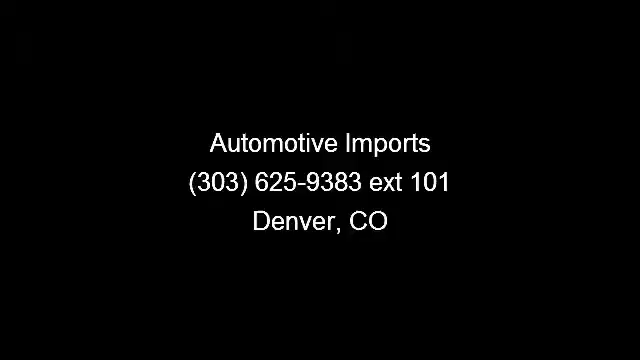 Automotive Imports
(303) 625-9383 ext 101
Denver, CO